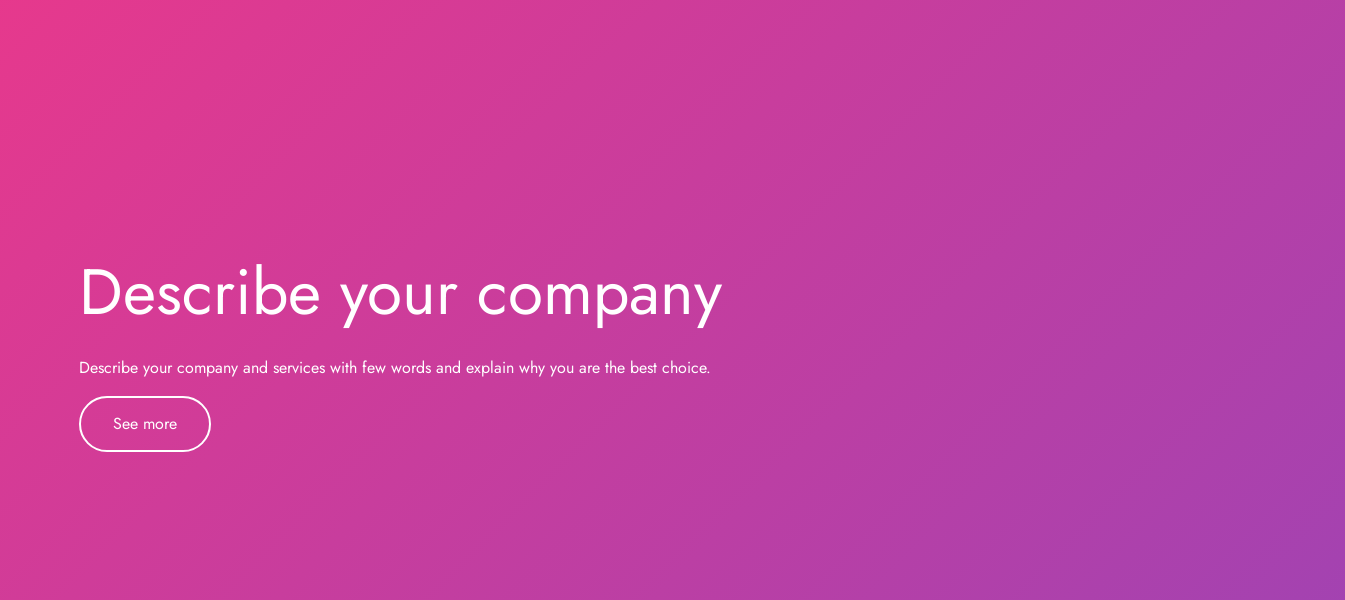 Describe your company
Describe your company and services with few words and explain why you are the best choice.
See more